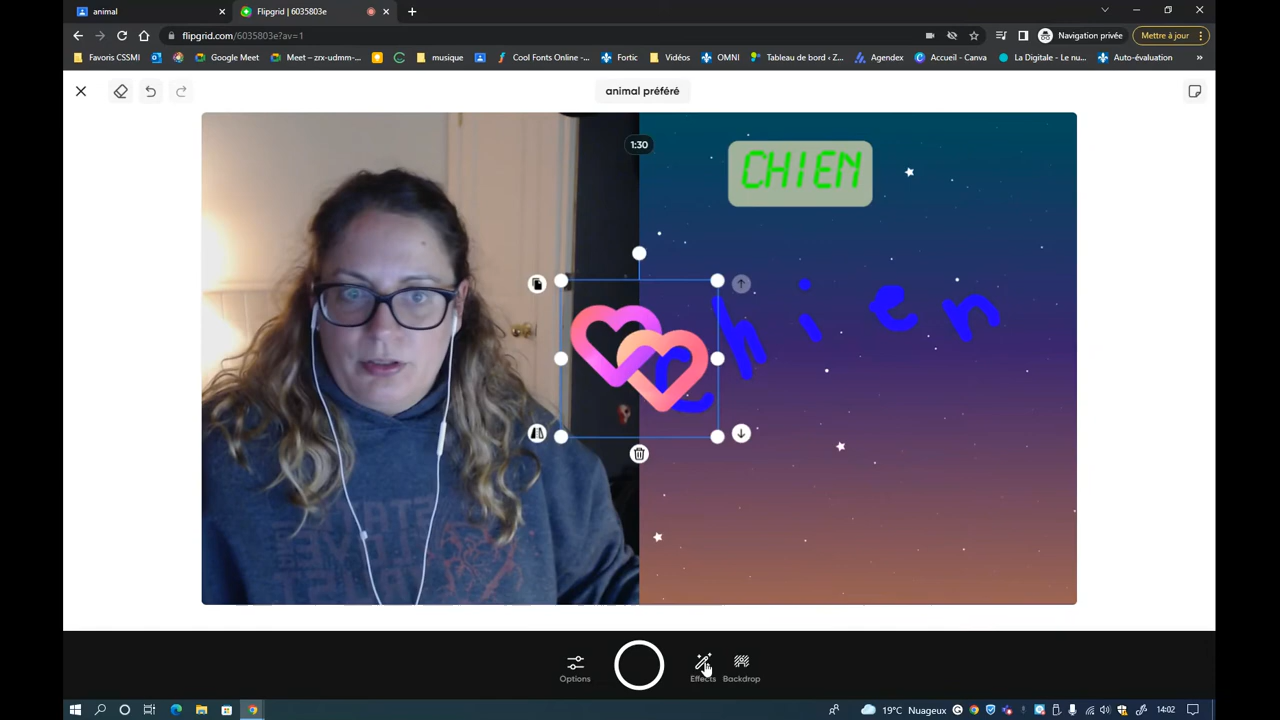 animal
Flipgrid | 6035803e
flipgrid.com/6035803e?av=1
Navigation privée
Mettre à jour
Favoris CSSMI
Google Meet
Meet – zrx-udmm-...
musique
Cool Fonts Online -...
Fortic
Vidéos
OMNI
Tableau de bord ‹ Z...
Agendex
Accueil - Canva
La Digitale - Le nu...
Auto-évaluation
»
animal préféré
1:30
CHIEN
chien
Options
Effects
Backdrop
19°C Nuageux
14:02